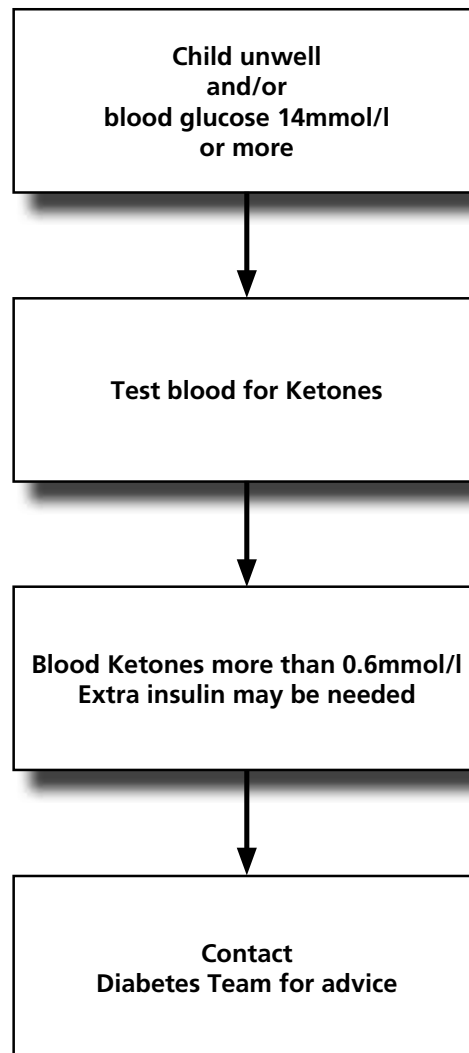 Child unwell
and/or
blood glucose 14mmol/l
or more
Test blood for Ketones
Blood Ketones more than 0.6mmol/l
Extra insulin may be needed
Contact
Diabetes Team for advice